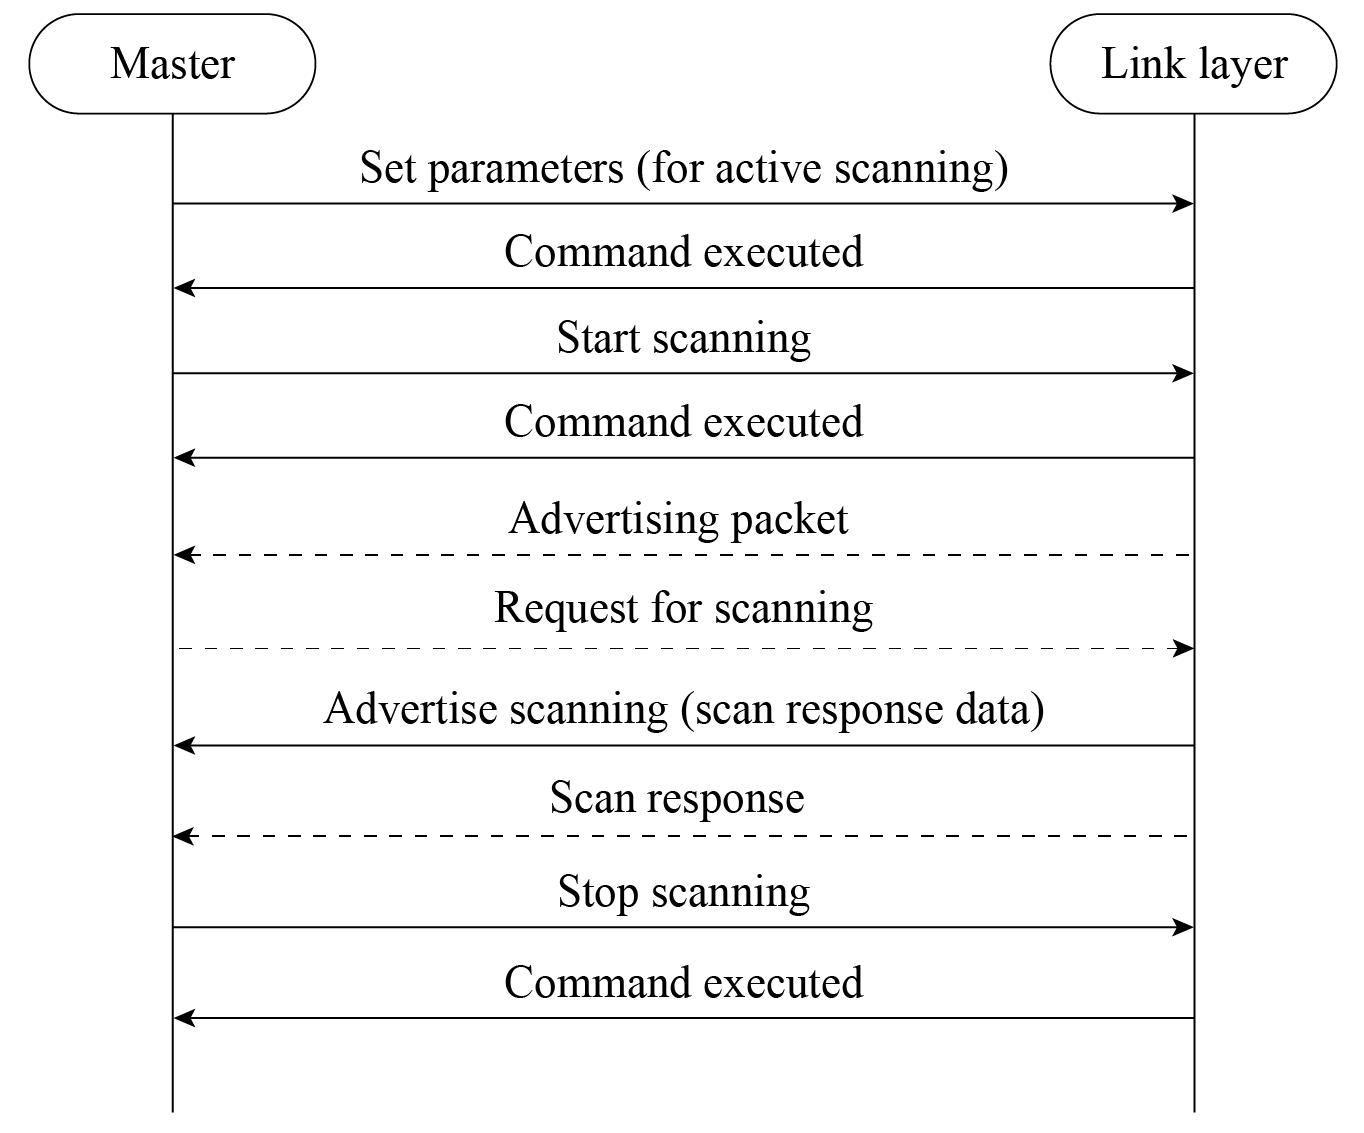 Master
Link layer
Set parameters (for active scanning)
Command executed
Start scanning
Command executed
Advertising packet
Request for scanning
Advertise scanning (scan response data)
Scan response
Stop scanning
Command executed